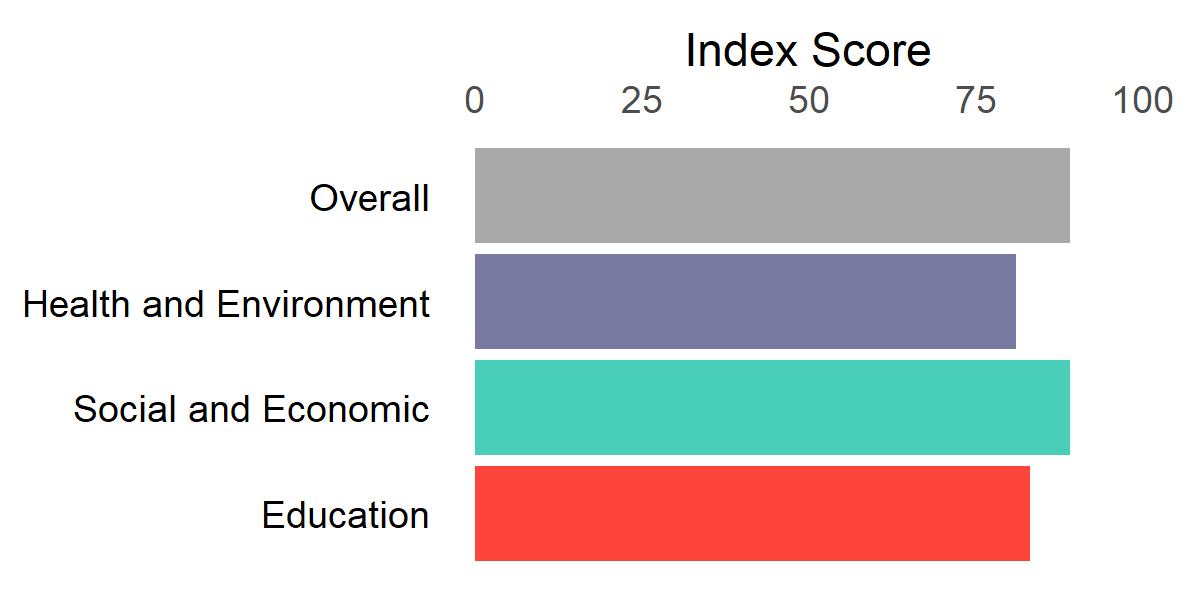 Index Score
0 25 50 75 100
Overall
Health and Environment
Social and Economic
Education